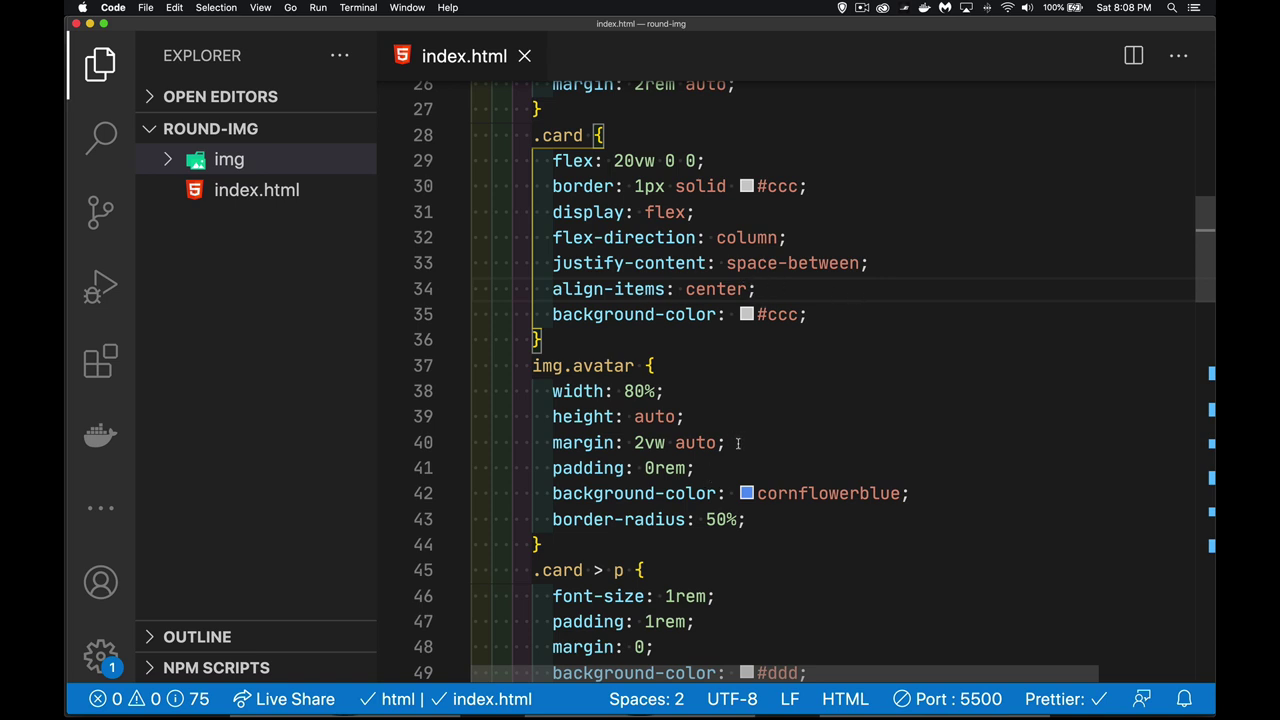 Code File Edit Selection View Go Run Terminal Window Help 100% Sat 8:08 PM
index.html — round-img
EXPLORER
index.html
OPEN EDITORS
ROUND-IMG
img
index.html
26 margin: 2rem auto;
27 }
28 .card {
29 flex: 20vw 0 0;
30 border: 1px solid #ccc;
31 display: flex;
32 flex-direction: column;
33 justify-content: space-between;
34 align-items: center;
35 background-color: #ccc;
36 }
37 img.avatar {
38 width: 80%;
39 height: auto;
40 margin: 2vw auto;
41 padding: 0rem;
42 background-color: cornflowerblue;
43 border-radius: 50%;
44 }
45 .card > p {
46 font-size: 1rem;
47 padding: 1rem;
48 margin: 0;
49 background-color: #ddd;
OUTLINE
NPM SCRIPTS
1
0 0 75 Live Share html | index.html Spaces: 2 UTF-8 LF HTML Port : 5500 Prettier: